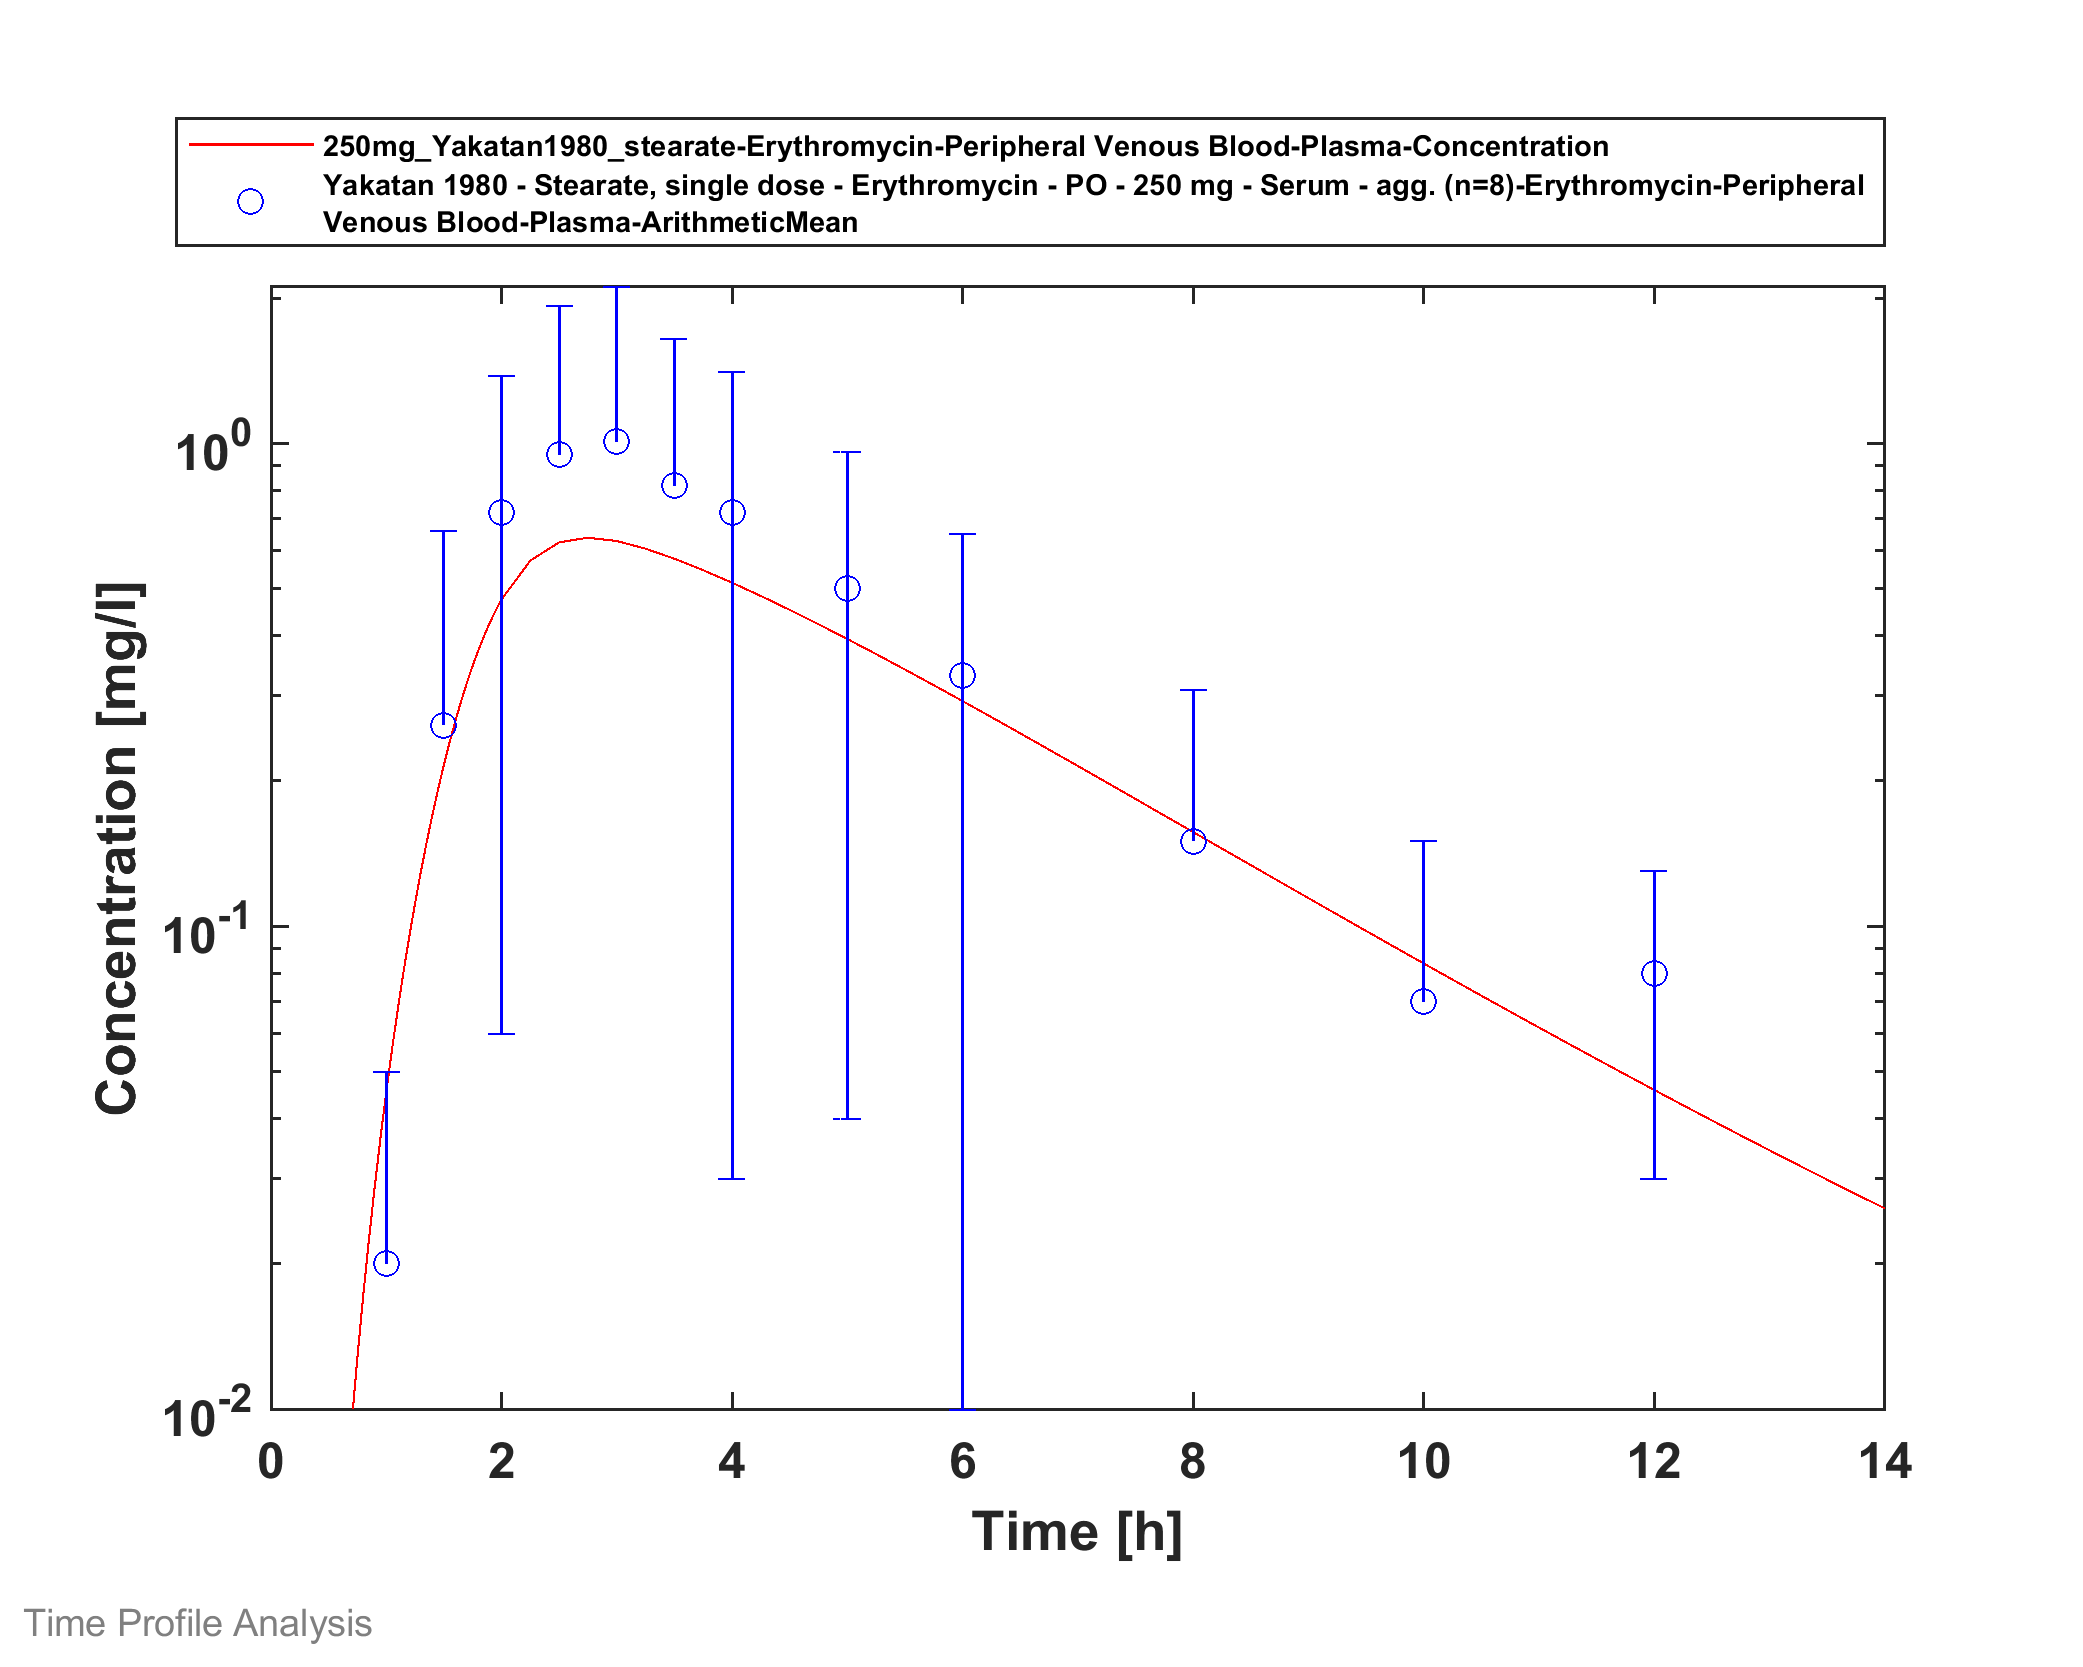 250mg_Yakatan1980_stearate-Erythromycin-Peripheral Venous Blood-Plasma-Concentration
Yakatan 1980 - Stearate, single dose - Erythromycin - PO - 250 mg - Serum - agg. (n=8)-Erythromycin-Peripheral
Venous Blood-Plasma-ArithmeticMean
10^0
10^-1
10^-2
Concentration [mg/l]
0 2 4 6 8 10 12 14
Time [h]
Time Profile Analysis